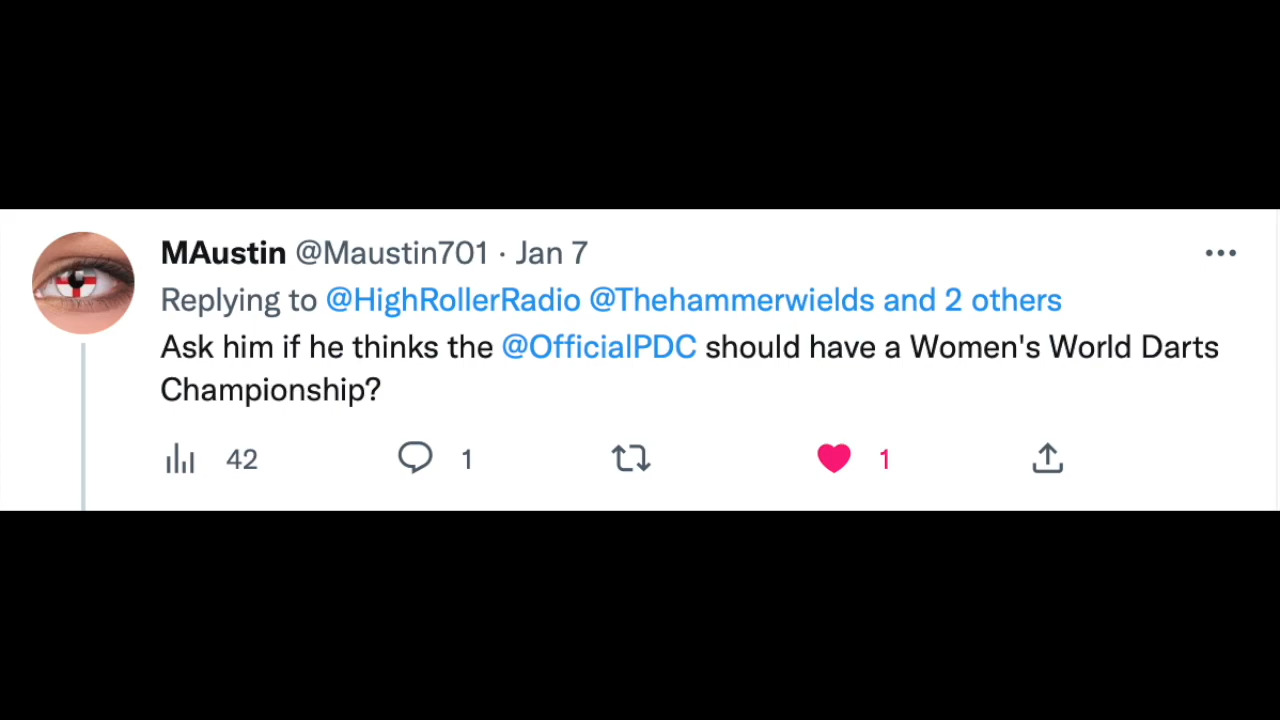 MAustin @Maustin701 · Jan 7
Replying to @HighRollerRadio @Thehammerwields and 2 others
Ask him if he thinks the @OfficialPDC should have a Women's World Darts
Championship?
42 1 1